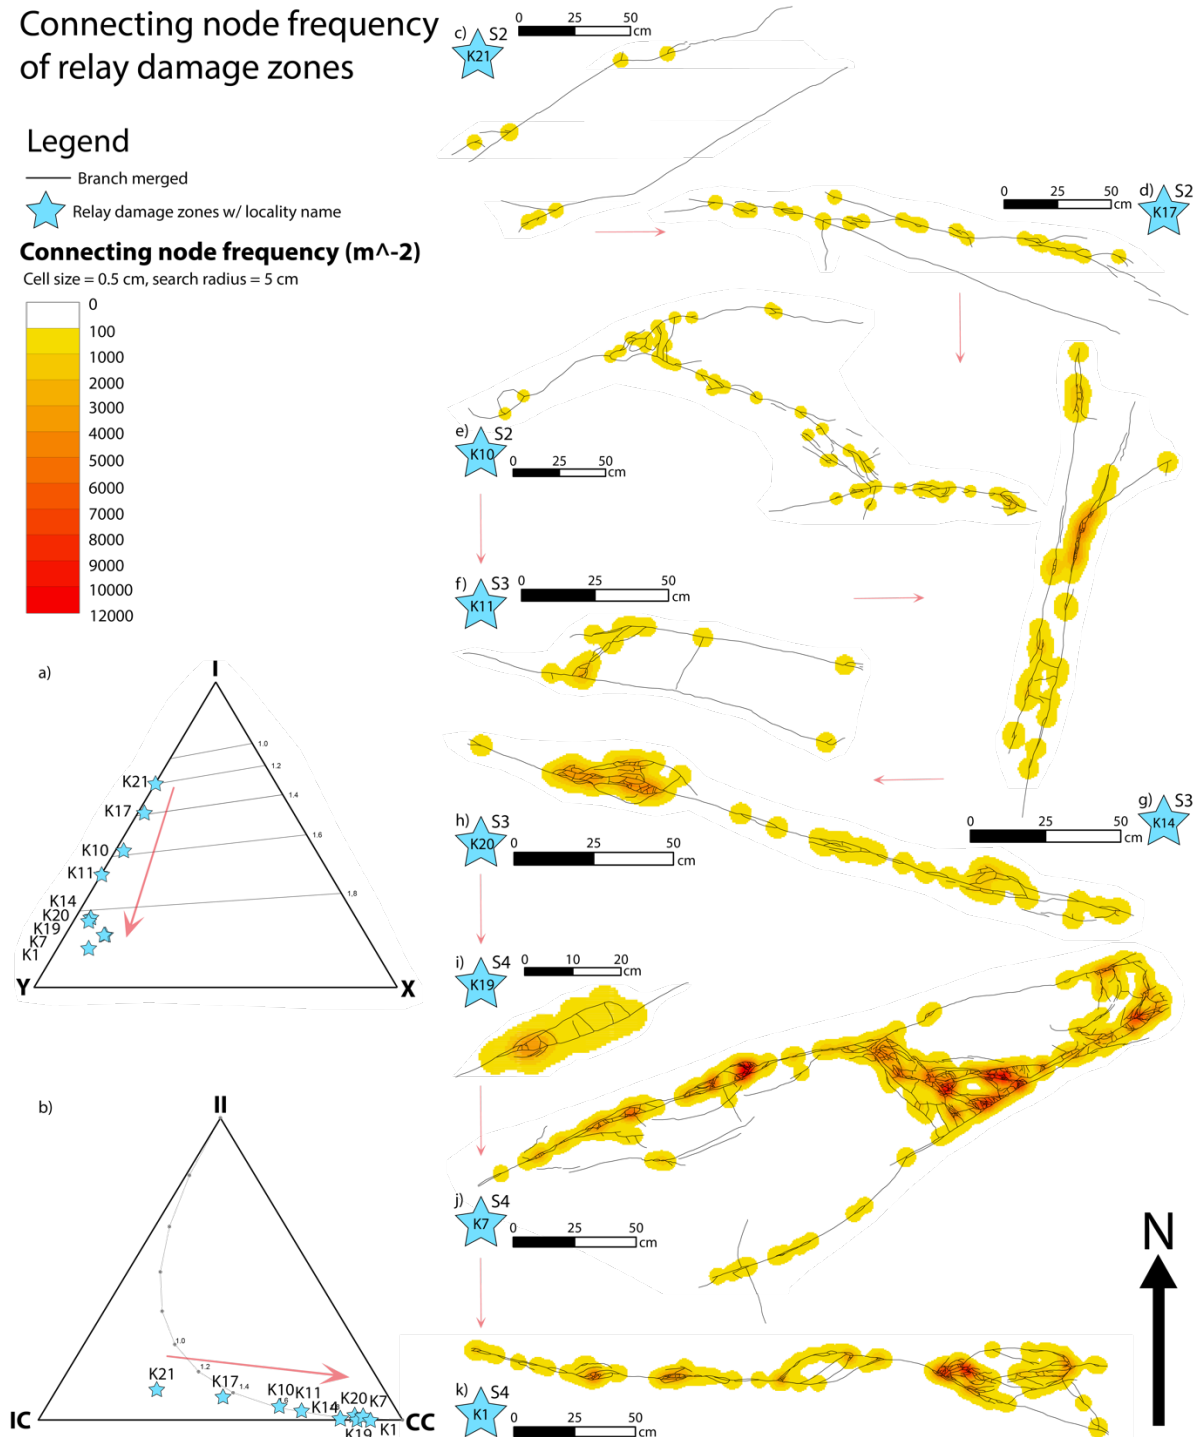 Connecting node frequency
of relay damage zones
Legend
Branch merged
Relay damage zones w/ locality name
Connecting node frequency (m^-2)
Cell size = 0.5 cm, search radius = 5 cm
0
100
1000
2000
3000
4000
5000
6000
7000
8000
9000
10000
12000
c) S2
K21
0 25 50
cm
d) S2
K17
0 25 50
cm
e) S2
K10
0 25 50
cm
f) S3
K11
0 25 50
cm
g) S3
K14
0 25 50
cm
h) S3
K20
0 25 50
cm
i) S4
K19
0 10 20
cm
j) S4
K7
0 25 50
cm
k) S4
K1
0 25 50
cm
N
a)
I
1.0
1.2
1.4
1.6
1.8
K21
K17
K10
K11
K14
K20
K19
K7
K1
Y
X
b)
II
1.0
1.2
1.4
K21
K17
K10
K11
K14
K20
K7
K19
K1
IC
CC